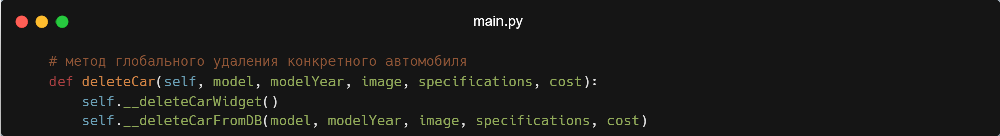 main.py
# метод глобального удаления конкретного автомобиля
def deleteCar(self, model, modelYear, image, specifications, cost):
self.__deleteCarWidget()
self.__deleteCarFromDB(model, modelYear, image, specifications, cost)